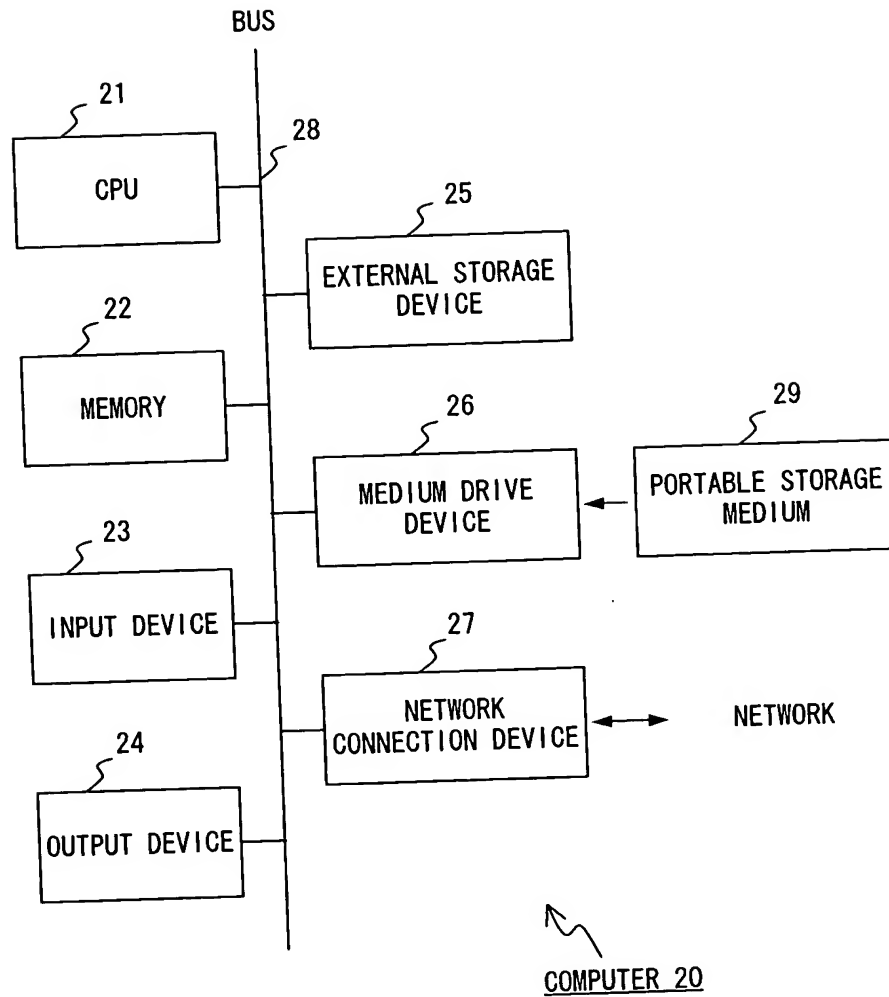 BUS
21
28
CPU
25
EXTERNAL STORAGE
DEVICE
22
MEMORY
26
29
MEDIUM DRIVE
DEVICE
PORTABLE STORAGE
MEDIUM
23
INPUT DEVICE
27
NETWORK
CONNECTION DEVICE
NETWORK
24
OUTPUT DEVICE
COMPUTER 20